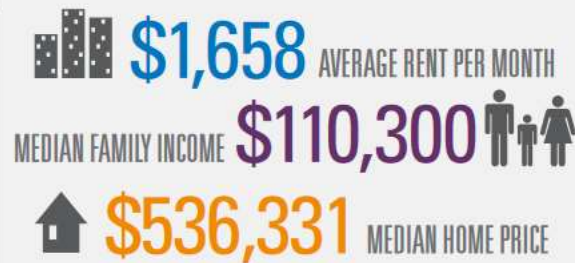 $1,658 AVERAGE RENT PER MONTH
MEDIAN FAMILY INCOME $110,300
$536,331 MEDIAN HOME PRICE